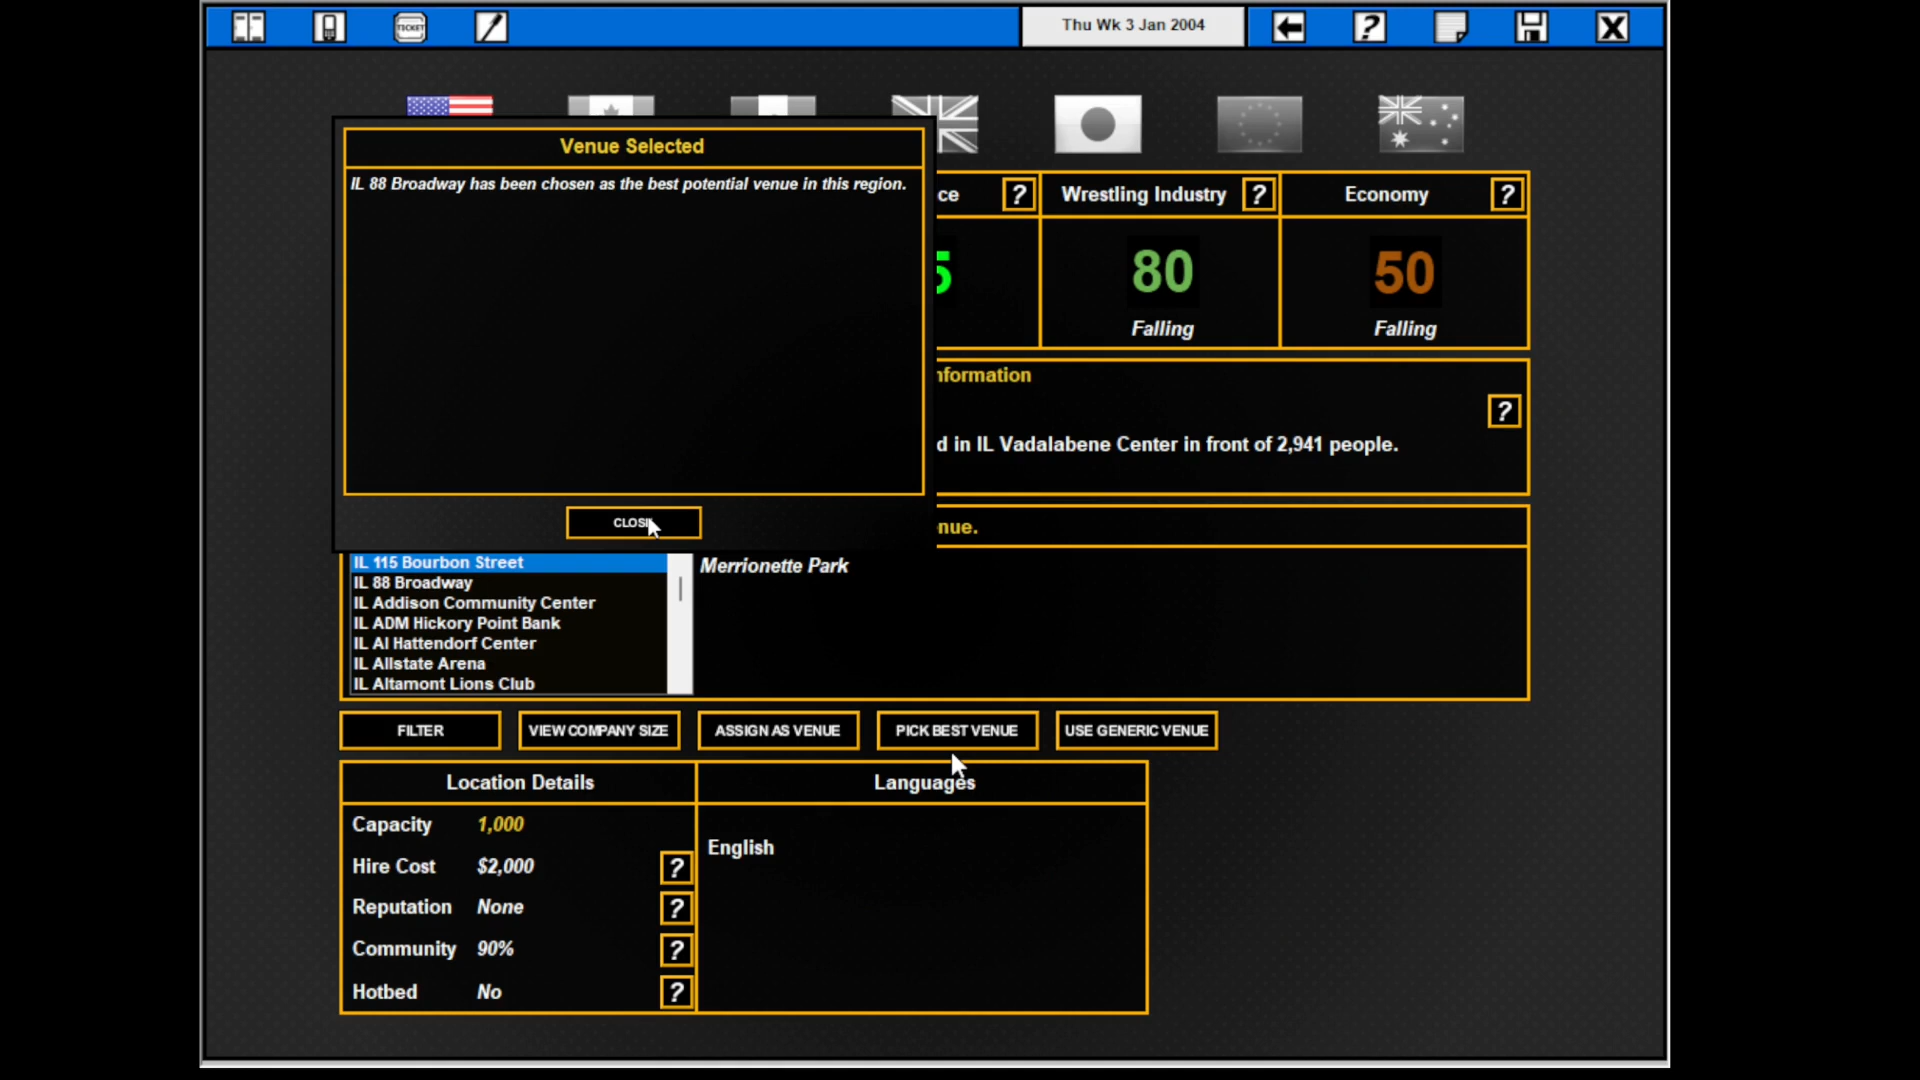 TICKET
Thu Wk 3 Jan 2004
?
X
Venue Selected
IL 88 Broadway has been chosen as the best potential venue in this region.
CLOSE
ce ?
Wrestling Industry ?
Economy ?
5
80
50
Falling
Falling
nformation
?
d in IL Vadalabene Center in front of 2,941 people.
nue.
IL 115 Bourbon Street
IL 88 Broadway
IL Addison Community Center
IL ADM Hickory Point Bank
IL Al Hattendorf Center
IL Allstate Arena
IL Altamont Lions Club
Merrionette Park
FILTER
VIEW COMPANY SIZE
ASSIGN AS VENUE
PICK BEST VENUE
USE GENERIC VENUE
Location Details
Capacity 1,000
Hire Cost $2,000 ?
Reputation None ?
Community 90% ?
Hotbed No ?
Languages
English